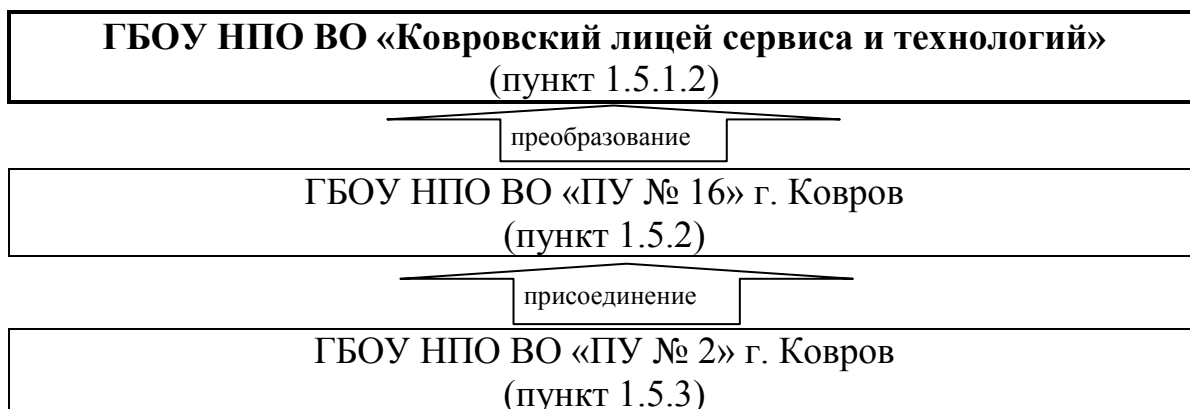 ГБОУ НПО ВО «Ковровский лицей сервиса и технологий»
(пункт 1.5.1.2)
преобразование
ГБОУ НПО ВО «ПУ № 16» г. Ковров
(пункт 1.5.2)
присоединение
ГБОУ НПО ВО «ПУ № 2» г. Ковров
(пункт 1.5.3)